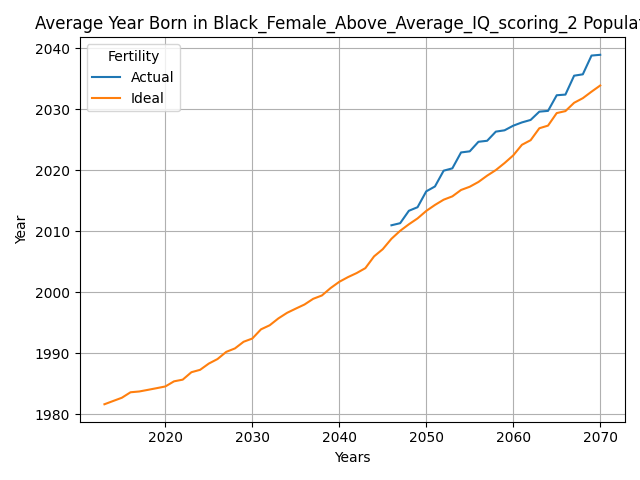 Average Year Born in Black_Female_Above_Average_IQ_scoring_2 Populat
Fertility
Actual
Ideal
2040
2030
2020
2010
2000
1990
1980
Year
2020 2030 2040 2050 2060 2070
Years